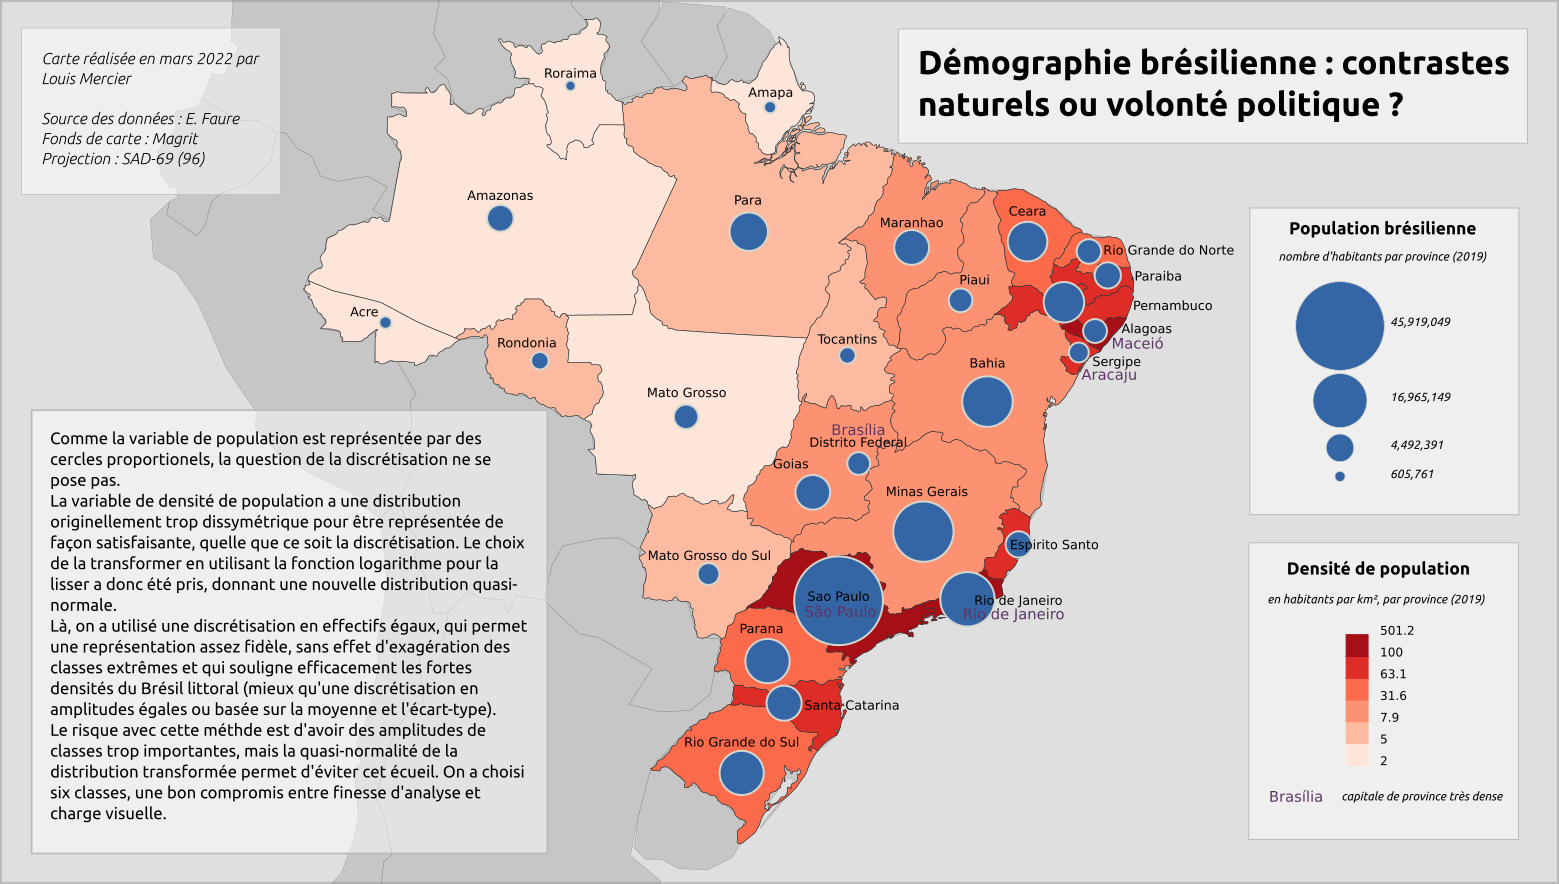 Carte réalisée en mars 2022 par
Louis Mercier
Source des données : E. Faure
Fonds de carte : Magrit
Projection : SAD-69 (96)
Démographie brésilienne : contrastes
naturels ou volonté politique ?
Roraima
Amapa
Amazonas
Para
Maranhao
Ceara
Rio Grande do Norte
Paraiba
Piaui
Pernambuco
Acre
Rondonia
Tocantins
Alagoas
Maceió
Sergipe
Aracaju
Bahia
Mato Grosso
Brasília
Distrito Federal
Goias
Minas Gerais
Mato Grosso do Sul
Espirito Santo
Sao Paulo
São Paulo
Rio de Janeiro
Rio de Janeiro
Parana
Santa Catarina
Rio Grande do Sul
Population brésilienne
nombre d'habitants par province (2019)
45,919,049
16,965,149
4,492,391
605,761
Densité de population
en habitants par km², par province (2019)
501.2
100
63.1
31.6
7.9
5
2
Brasília capitale de province très dense
Comme la variable de population est représentée par des
cercles proportionels, la question de la discrétisation ne se
pose pas.
La variable de densité de population a une distribution
originellement trop dissymétrique pour être représentée de
façon satisfaisante, quelle que ce soit la discrétisation. Le choix
de la transformer en utilisant la fonction logarithme pour la
lisser a donc été pris, donnant une nouvelle distribution quasi-
normale.
Là, on a utilisé une discrétisation en effectifs égaux, qui permet
une représentation assez fidèle, sans effet d'exagération des
classes extrêmes et qui souligne efficacement les fortes
densités du Brésil littoral (mieux qu'une discrétisation en
amplitudes égales ou basée sur la moyenne et l'écart-type).
Le risque avec cette méthde est d'avoir des amplitudes de
classes trop importantes, mais la quasi-normalité de la
distribution transformée permet d'éviter cet écueil. On a choisi
six classes, une bon compromis entre finesse d'analyse et
charge visuelle.